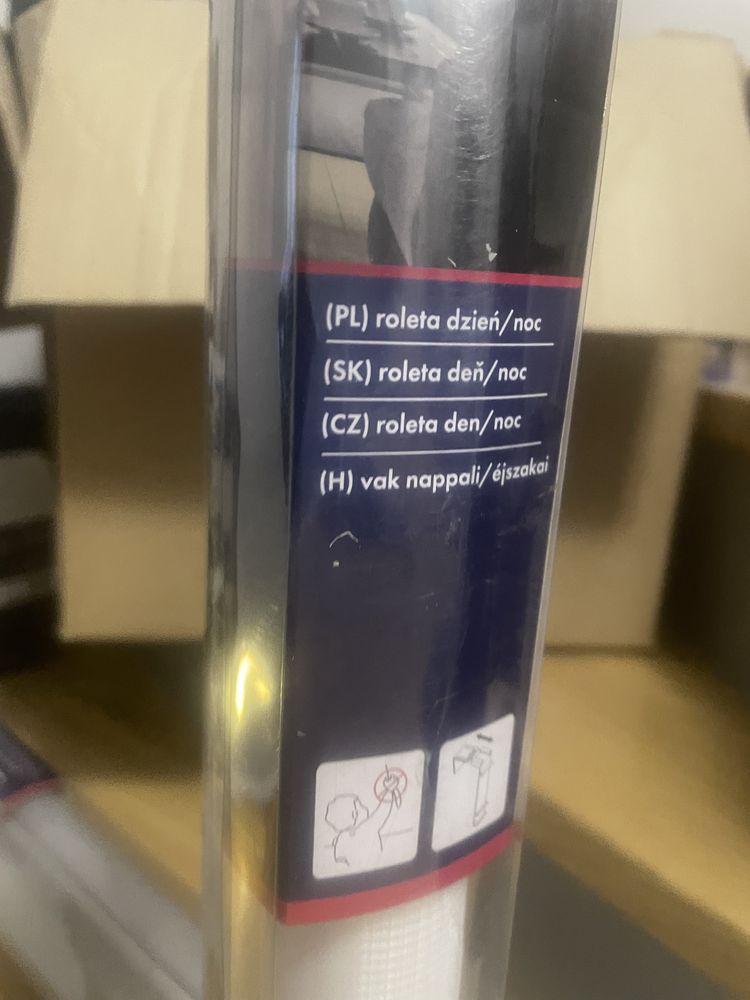 (PL) roleta dzień/noc
(SK) roleta deň/noc
(CZ) roleta den/noc
(H) vak nappali/éjszakai